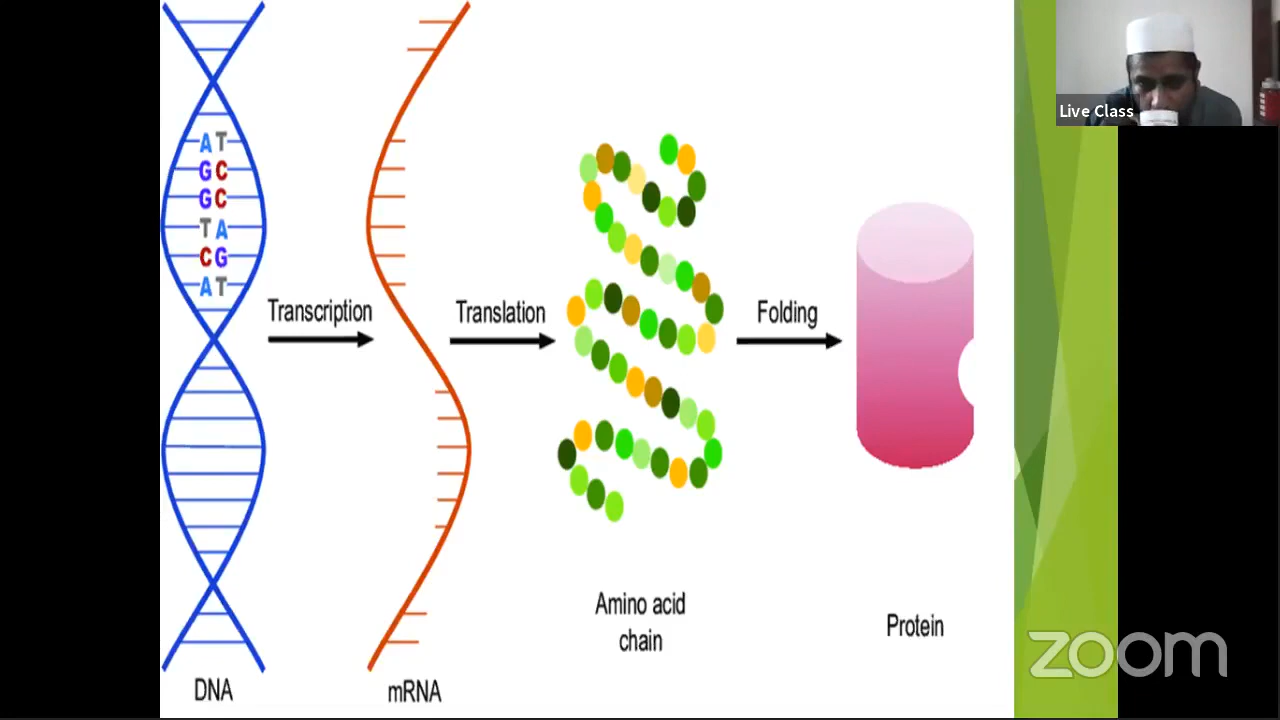 Live Class
A T
G C
G C
T A
C G
A T
Transcription
Translation
Folding
Amino acid
chain
Protein
DNA
mRNA
zoom